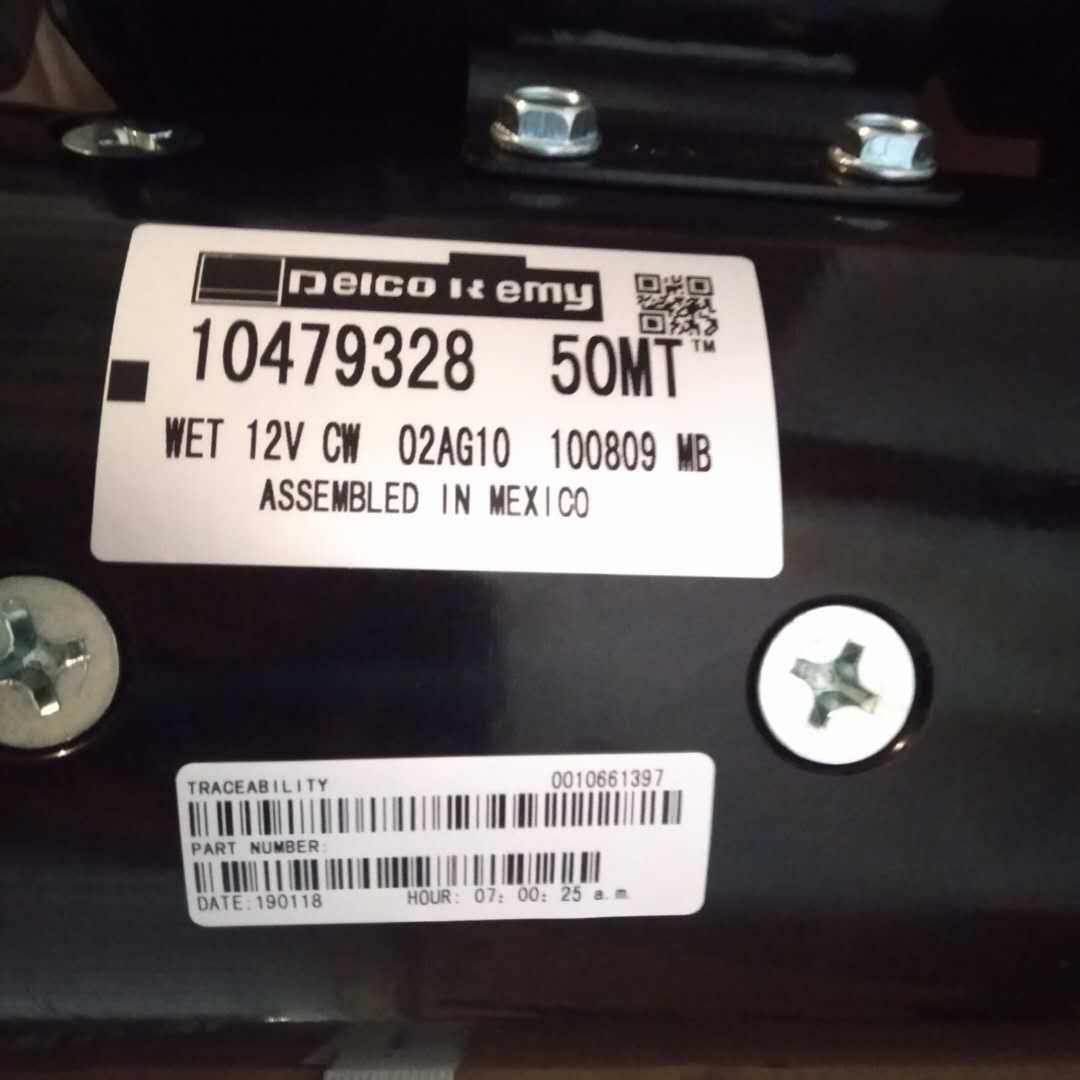 Delco Remy
10479328 50MT™
WET 12V CW 02AG10 100809 MB
ASSEMBLED IN MEXICO
TRACEABILITY 0010661397
PART NUMBER:
DATE:190118 HOUR: 07: 00: 25 a.m.